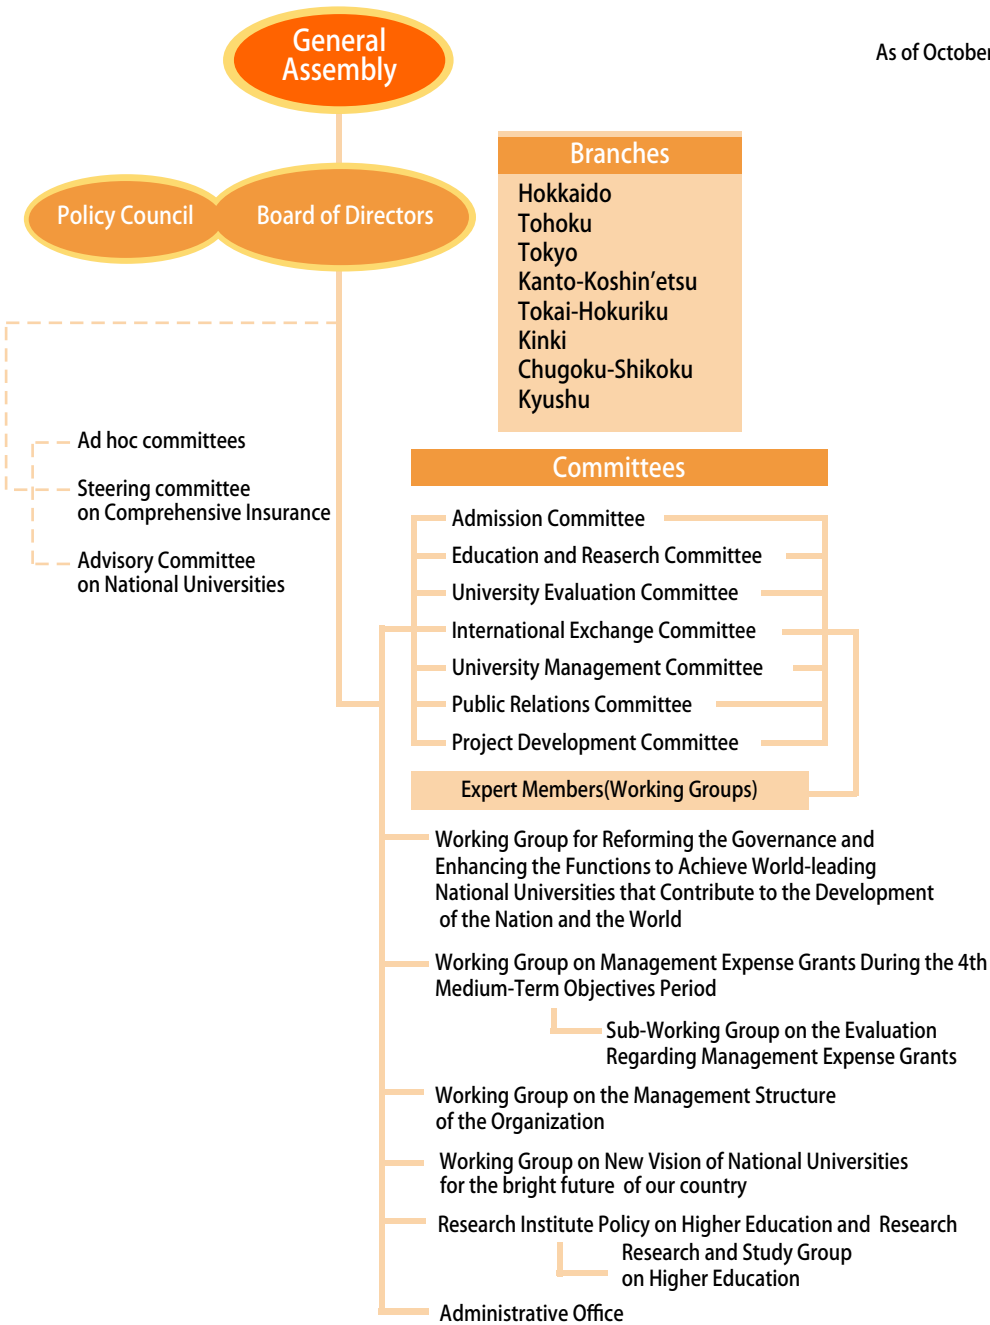 General
Assembly
As of October
Policy Council
Board of Directors
Branches
Hokkaido
Tohoku
Tokyo
Kanto-Koshin’etsu
Tokai-Hokuriku
Kinki
Chugoku-Shikoku
Kyushu
Ad hoc committees
Steering committee
on Comprehensive Insurance
Advisory Committee
on National Universities
Committees
Admission Committee
Education and Reaserch Committee
University Evaluation Committee
International Exchange Committee
University Management Committee
Public Relations Committee
Project Development Committee
Expert Members(Working Groups)
Working Group for Reforming the Governance and
Enhancing the Functions to Achieve World-leading
National Universities that Contribute to the Development
of the Nation and the World
Working Group on Management Expense Grants During the 4th
Medium-Term Objectives Period
Sub-Working Group on the Evaluation
Regarding Management Expense Grants
Working Group on the Management Structure
of the Organization
Working Group on New Vision of National Universities
for the bright future of our country
Research Institute Policy on Higher Education and Research
Research and Study Group
on Higher Education
Administrative Office